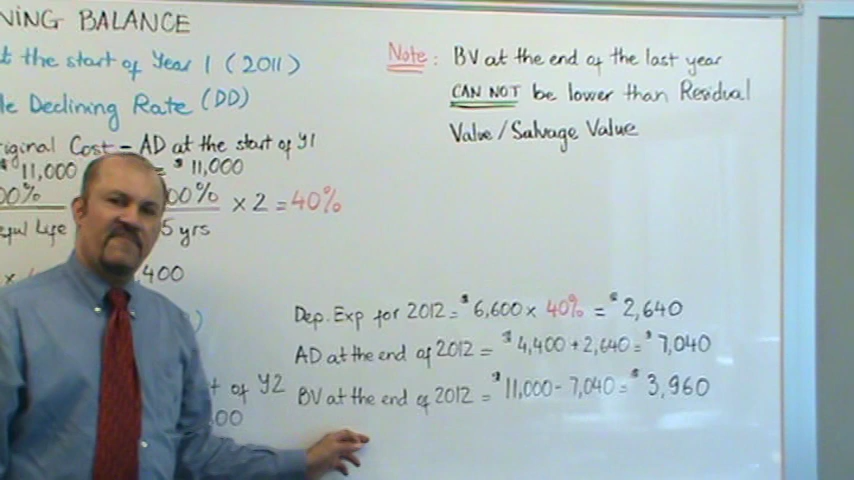 NING BALANCE
t the start of Year 1 (2011)
le Declining Rate (DD)
riginal Cost - AD at the start of Y1
$11,000 = $11,000
00% 00% × 2 = 40%
eful Life 5 yrs
× ,400
)
t of Y2
,00
Note: BV at the end of the last year
CAN NOT be lower than Residual
Value/Salvage Value
Dep. Exp for 2012 = $6,600 × 40% = $2,640
AD at the end of 2012 = $4,400 + 2,640 = $7,040
BV at the end of 2012 = $11,000 - 7,040 = $3,960